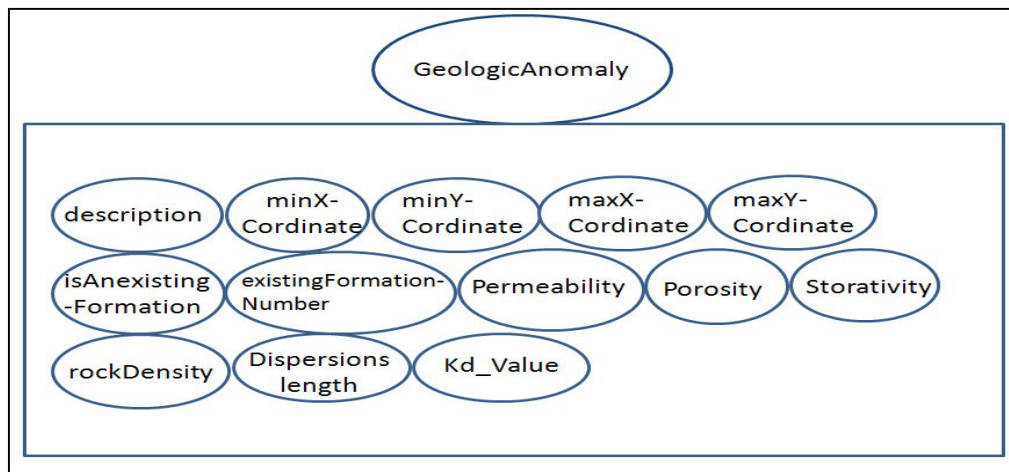 GeologicAnomaly
description
minX-
Cordinate
minY-
Cordinate
maxX-
Cordinate
maxY-
Cordinate
isAnexisting
-Formation
existingFormation-
Number
Permeability
Porosity
Storativity
rockDensity
Dispersions
length
Kd_Value